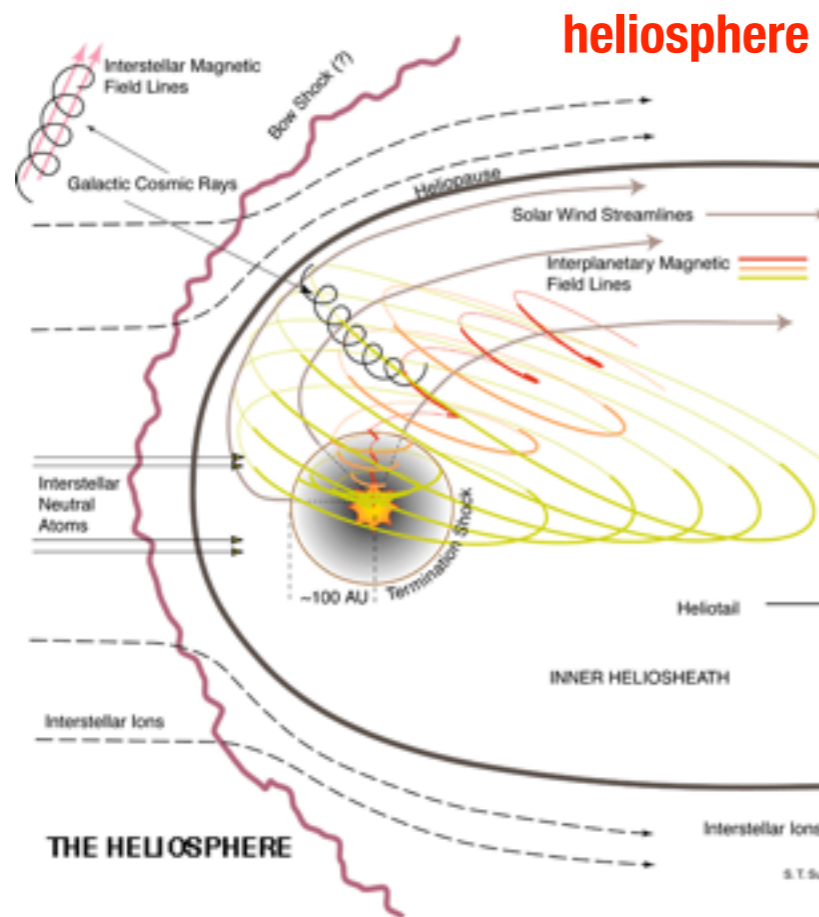 heliosphere
Interstellar Magnetic
Field Lines
Bow Shock (?)
Galactic Cosmic Rays
Heliopause
Solar Wind Streamlines
Interplanetary Magnetic
Field Lines
Interstellar
Neutral
Atoms
~100 AU
Termination Shock
Heliotail
INNER HELIOSHEATH
Interstellar Ions
Interstellar Ions
THE HELIOSPHERE
S. T.